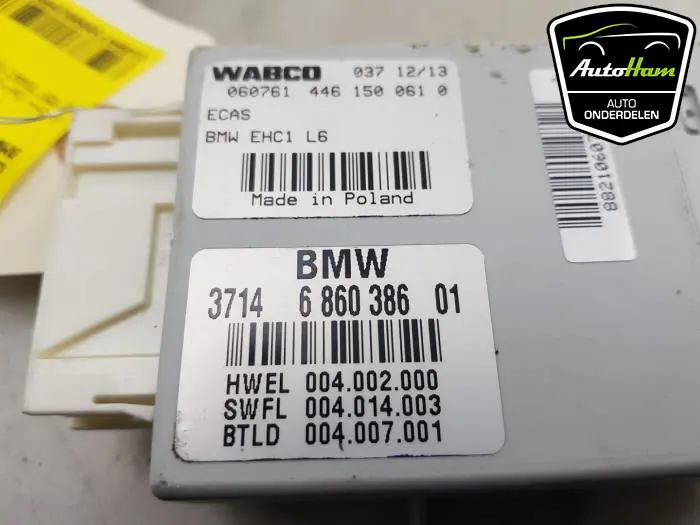 WABCO 037 12/13
060761 446 150 061 0
ECAS
BMW EHC1 L6
Made in Poland
BMW
3714 6 860 386 01
HWEL 004.002.000
SWFL 004.014.003
BTLD 004.007.001
AutoHam
AUTO
ONDERDELEN